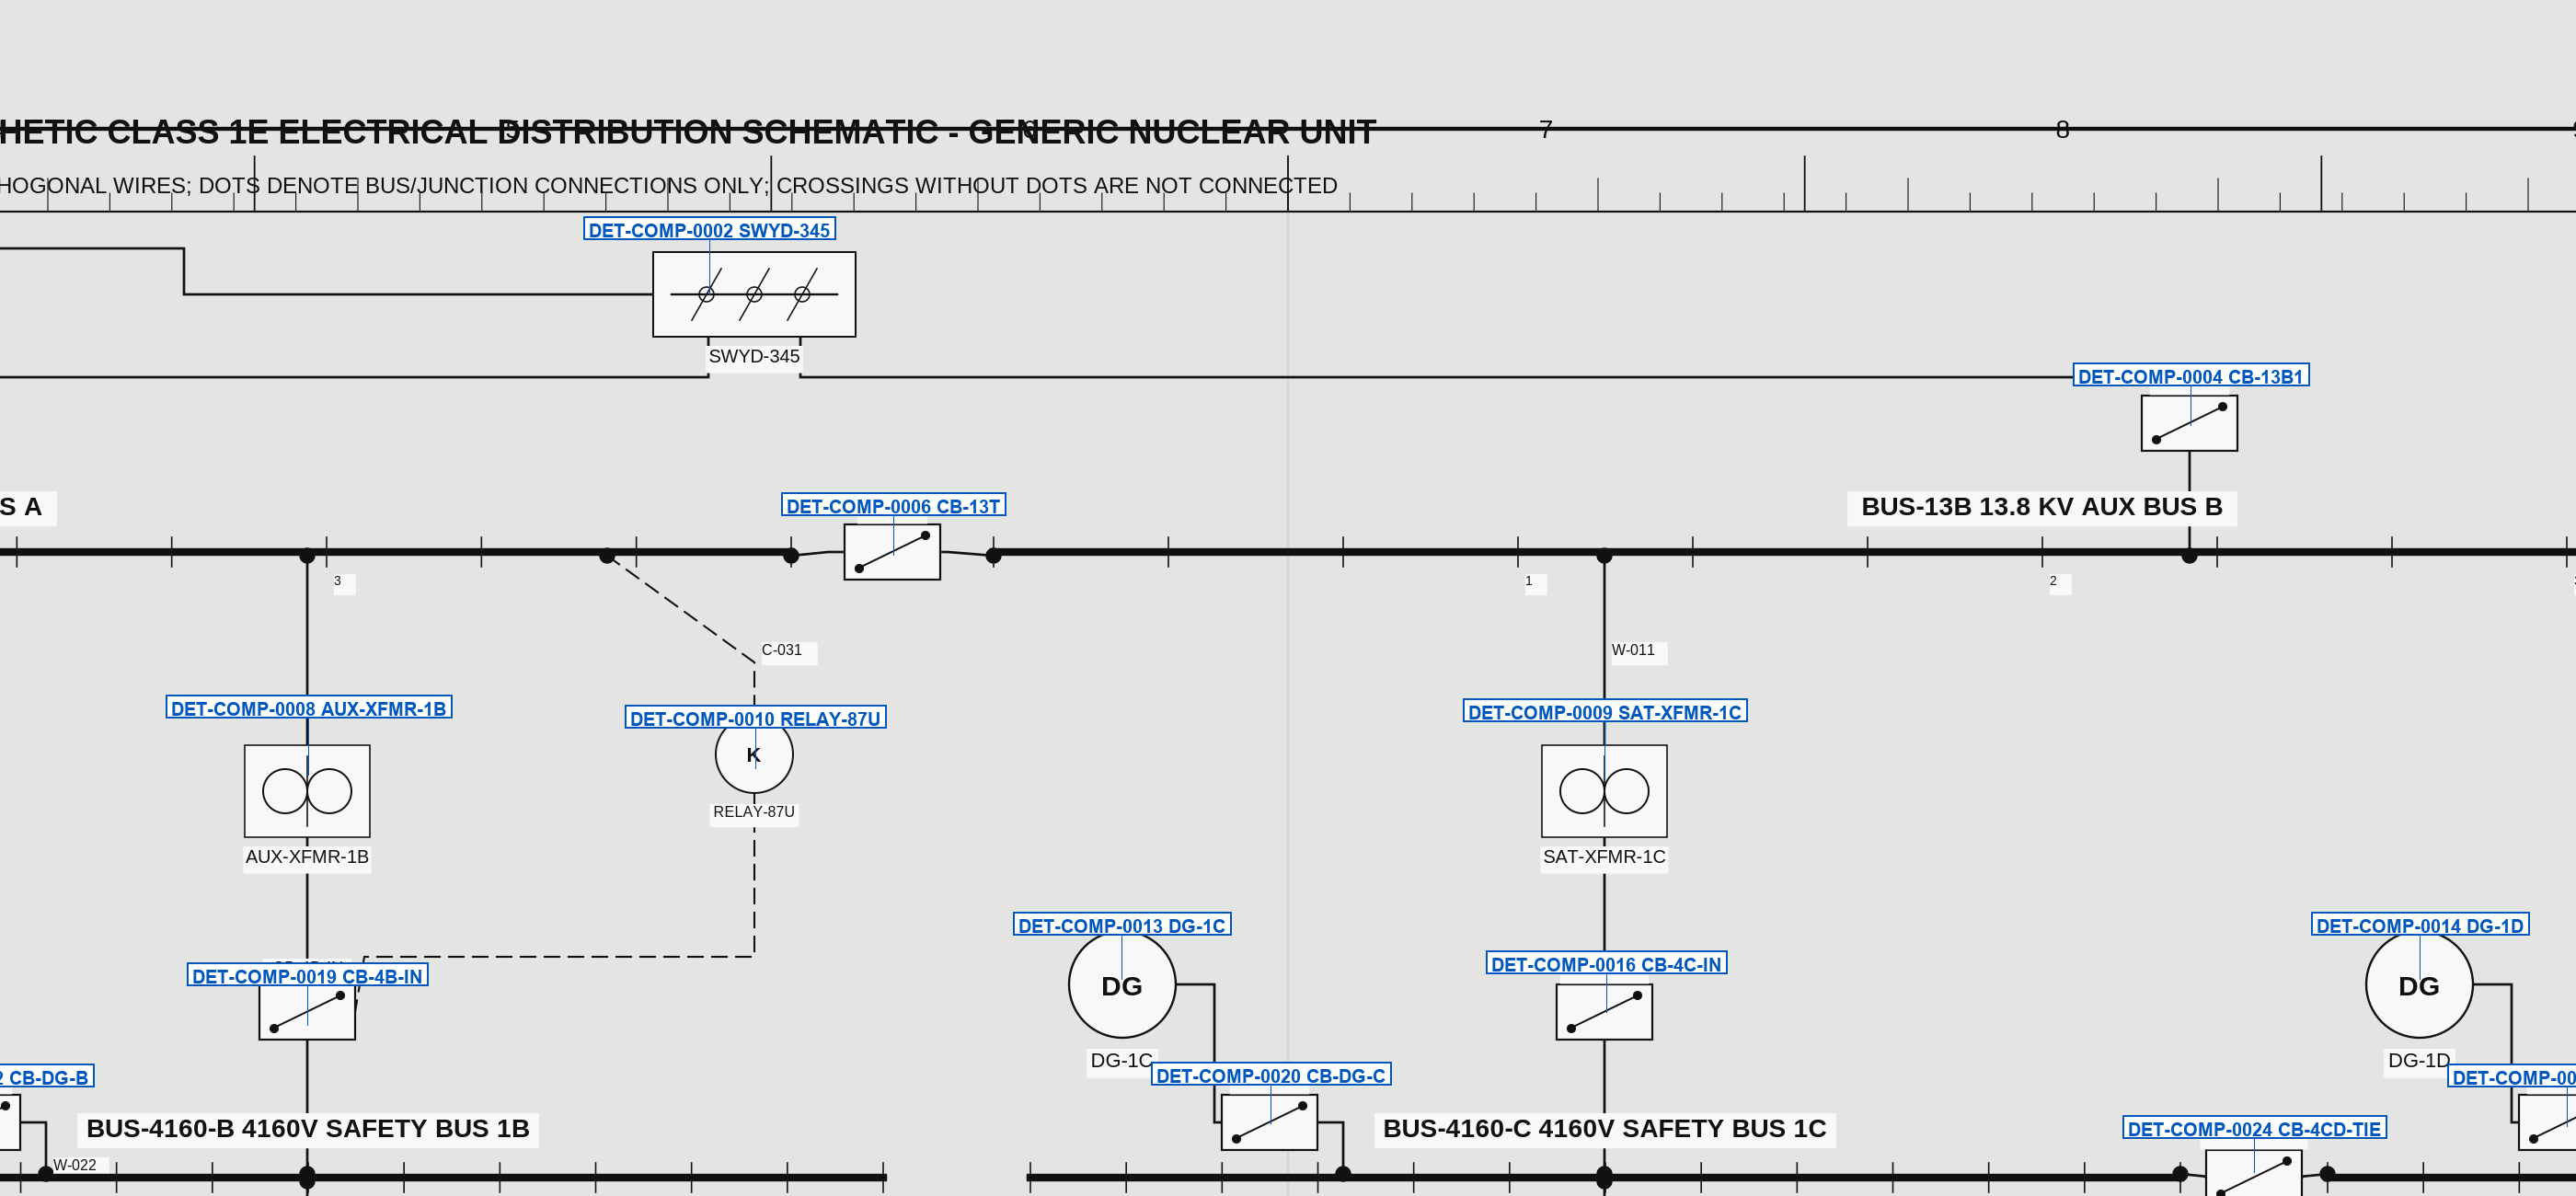 HETIC CLASS 1E ELECTRICAL DISTRIBUTION SCHEMATIC - GENERIC NUCLEAR UNIT
5 6 7 8
HOGONAL WIRES; DOTS DENOTE BUS/JUNCTION CONNECTIONS ONLY; CROSSINGS WITHOUT DOTS ARE NOT CONNECTED
DET-COMP-0002 SWYD-345
SWYD-345
DET-COMP-0004 CB-13B1
S A
DET-COMP-0006 CB-13T
BUS-13B 13.8 KV AUX BUS B
3
1
2
C-031
W-011
DET-COMP-0008 AUX-XFMR-1B
DET-COMP-0010 RELAY-87U
DET-COMP-0009 SAT-XFMR-1C
K
RELAY-87U
AUX-XFMR-1B
SAT-XFMR-1C
DET-COMP-0013 DG-1C
DET-COMP-0014 DG-1D
DET-COMP-0019 CB-4B-IN
DET-COMP-0016 CB-4C-IN
DG
DG
DG-1C
DG-1D
2 CB-DG-B
DET-COMP-0020 CB-DG-C
DET-COMP-00
BUS-4160-B 4160V SAFETY BUS 1B
BUS-4160-C 4160V SAFETY BUS 1C
DET-COMP-0024 CB-4CD-TIE
W-022